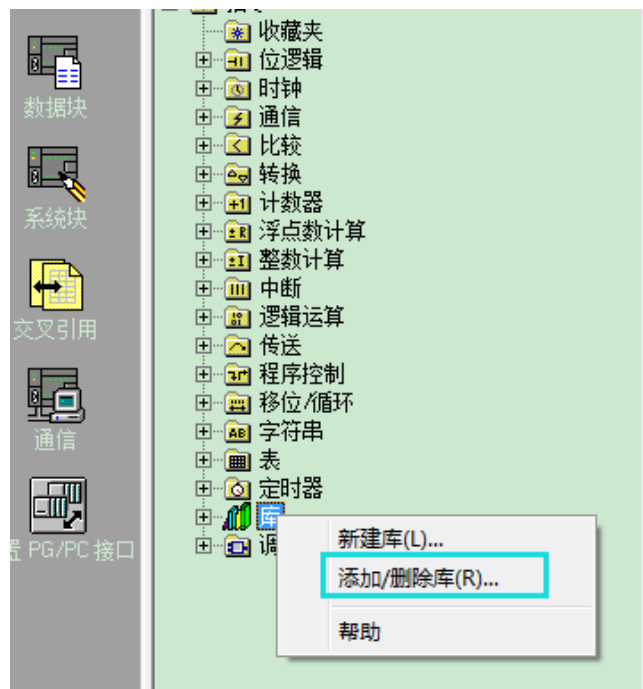 收藏夹
位逻辑
时钟
通信
比较
转换
计数器
浮点数计算
整数计算
中断
逻辑运算
传送
程序控制
移位/循环
字符串
表
定时器
库
调
数据块
系统块
交叉引用
通信
置 PG/PC 接口
新建库(L)...
添加/删除库(R)...
帮助